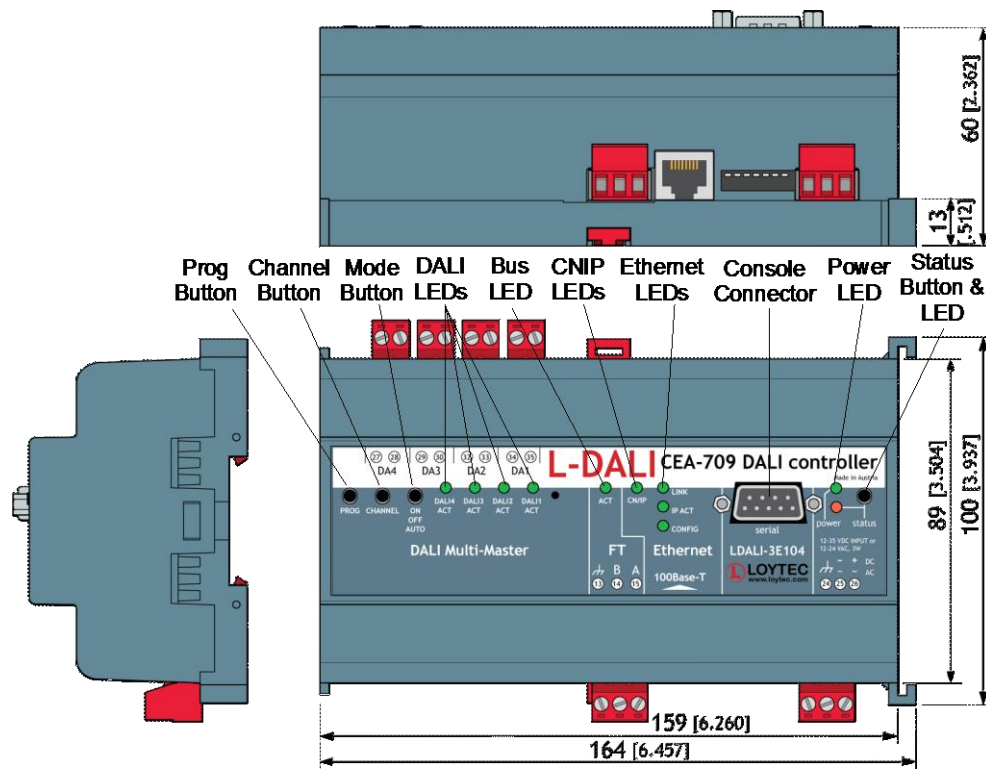 60 [2.362]
13
[.512]
Prog
Button
Channel
Button
Mode
Button
DALI
LEDs
Bus
LED
CNIP
LEDs
Ethernet
LEDs
Console
Connector
Power
LED
Status
Button &
LED
27 28 29 30 32 33 34 35
DA4 DA3 DA2 DA1
L-DALI CEA-709 DALI controller
Made in Austria
PROG CHANNEL ON
OFF
AUTO
DALI4
ACT
DALI3
ACT
DALI2
ACT
DALI1
ACT
ACT
CN/IP
LINK
IP ACT
CONFIG
serial
power status
DALI Multi-Master
FT
B A
13 14 15
Ethernet
100Base-T
LDALI-3E104
LOYTEC
www.loytec.com
12-35 VDC INPUT or
12-24 VAC, 3W
- + DC
~ ~ AC
24 25 26
89 [3.504]
100 [3.937]
159 [6.260]
164 [6.457]